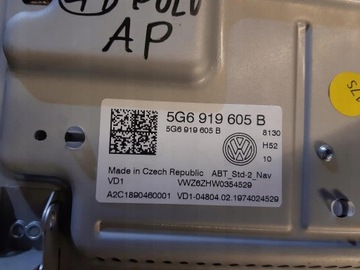 POLO
AP
5G6 919 605 B
5G6 919 605 B
8130
H52
10
Made in Czech Republic ABT_Std-2_Nav
VD1 VWZ6ZHW0354529
A2C1890460001 VD1-04804.02.1974024529